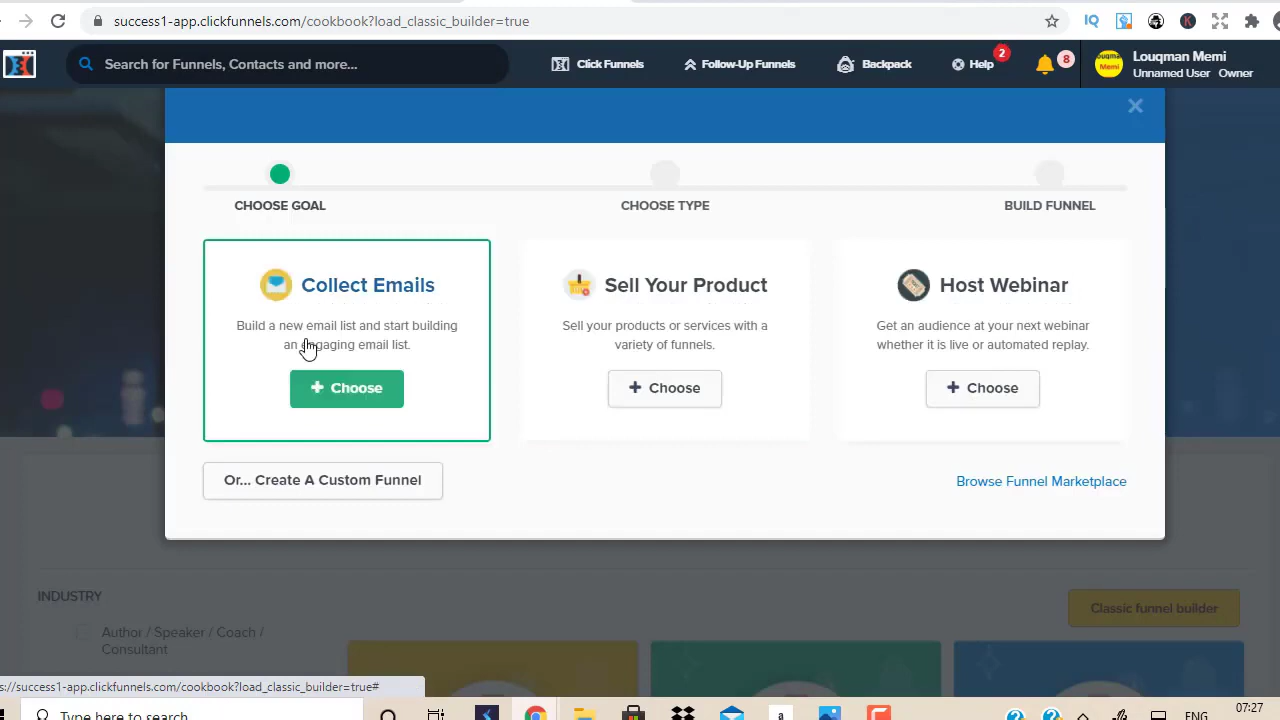 success1-app.clickfunnels.com/cookbook?load_classic_builder=true
IQ
K
Search for Funnels, Contacts and more...
Click Funnels
Follow-Up Funnels
Backpack
Help
2
8
Louqman Memi
Louqman Memi
Unnamed User Owner
×
CHOOSE GOAL
CHOOSE TYPE
BUILD FUNNEL
Collect Emails
Build a new email list and start building
an engaging email list.
+ Choose
Sell Your Product
Sell your products or services with a
variety of funnels.
+ Choose
Host Webinar
Get an audience at your next webinar
whether it is live or automated replay.
+ Choose
Or... Create A Custom Funnel
Browse Funnel Marketplace
INDUSTRY
Author / Speaker / Coach /
Consultant
Classic funnel builder
s://success1-app.clickfunnels.com/cookbook?load_classic_builder=true#
Type here to search
a
ENG
07:27